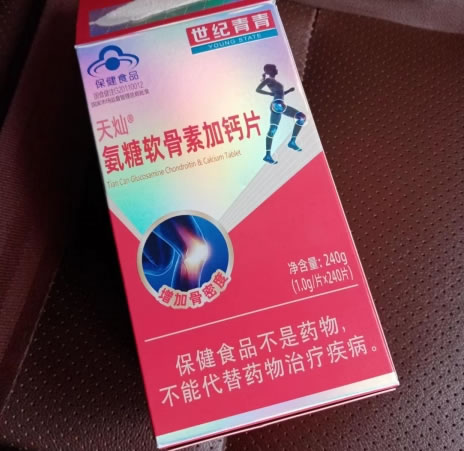 世纪青青
YOUNG STATE
保健食品
天灿®
氨糖软骨素加钙片
Tian Can Glucosamine Chondroitin & Calcium Tablet
增加骨密度
净含量：240g
(1.0g/片×240片)
保健食品不是药物，
不能代替药物治疗疾病。